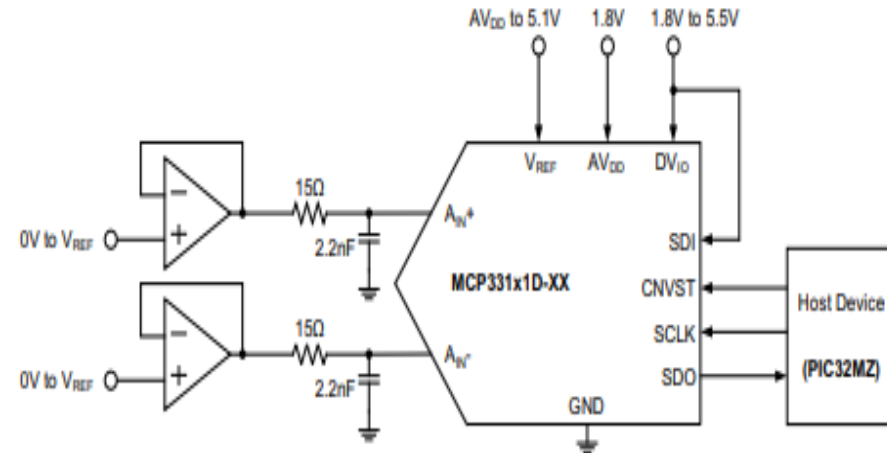 AVDD to 5.1V 1.8V 1.8V to 5.5V
VREF AVDD DVIO
15Ω
AIN+
−
+
0V to VREF
2.2nF
SDI
MCP331x1D-XX
CNVST
Host Device
SCLK
(PIC32MZ)
SDO
15Ω
AIN-
−
+
0V to VREF
2.2nF
GND